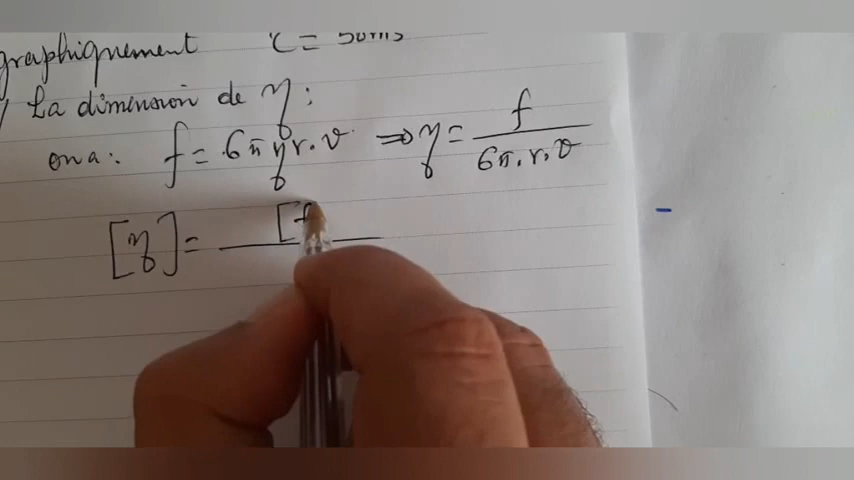 graphiquement τ = 50ms
La dimension de η :
on a : f = 6π η r . v ⇒ η = f / 6π . r . v
[η] = [f